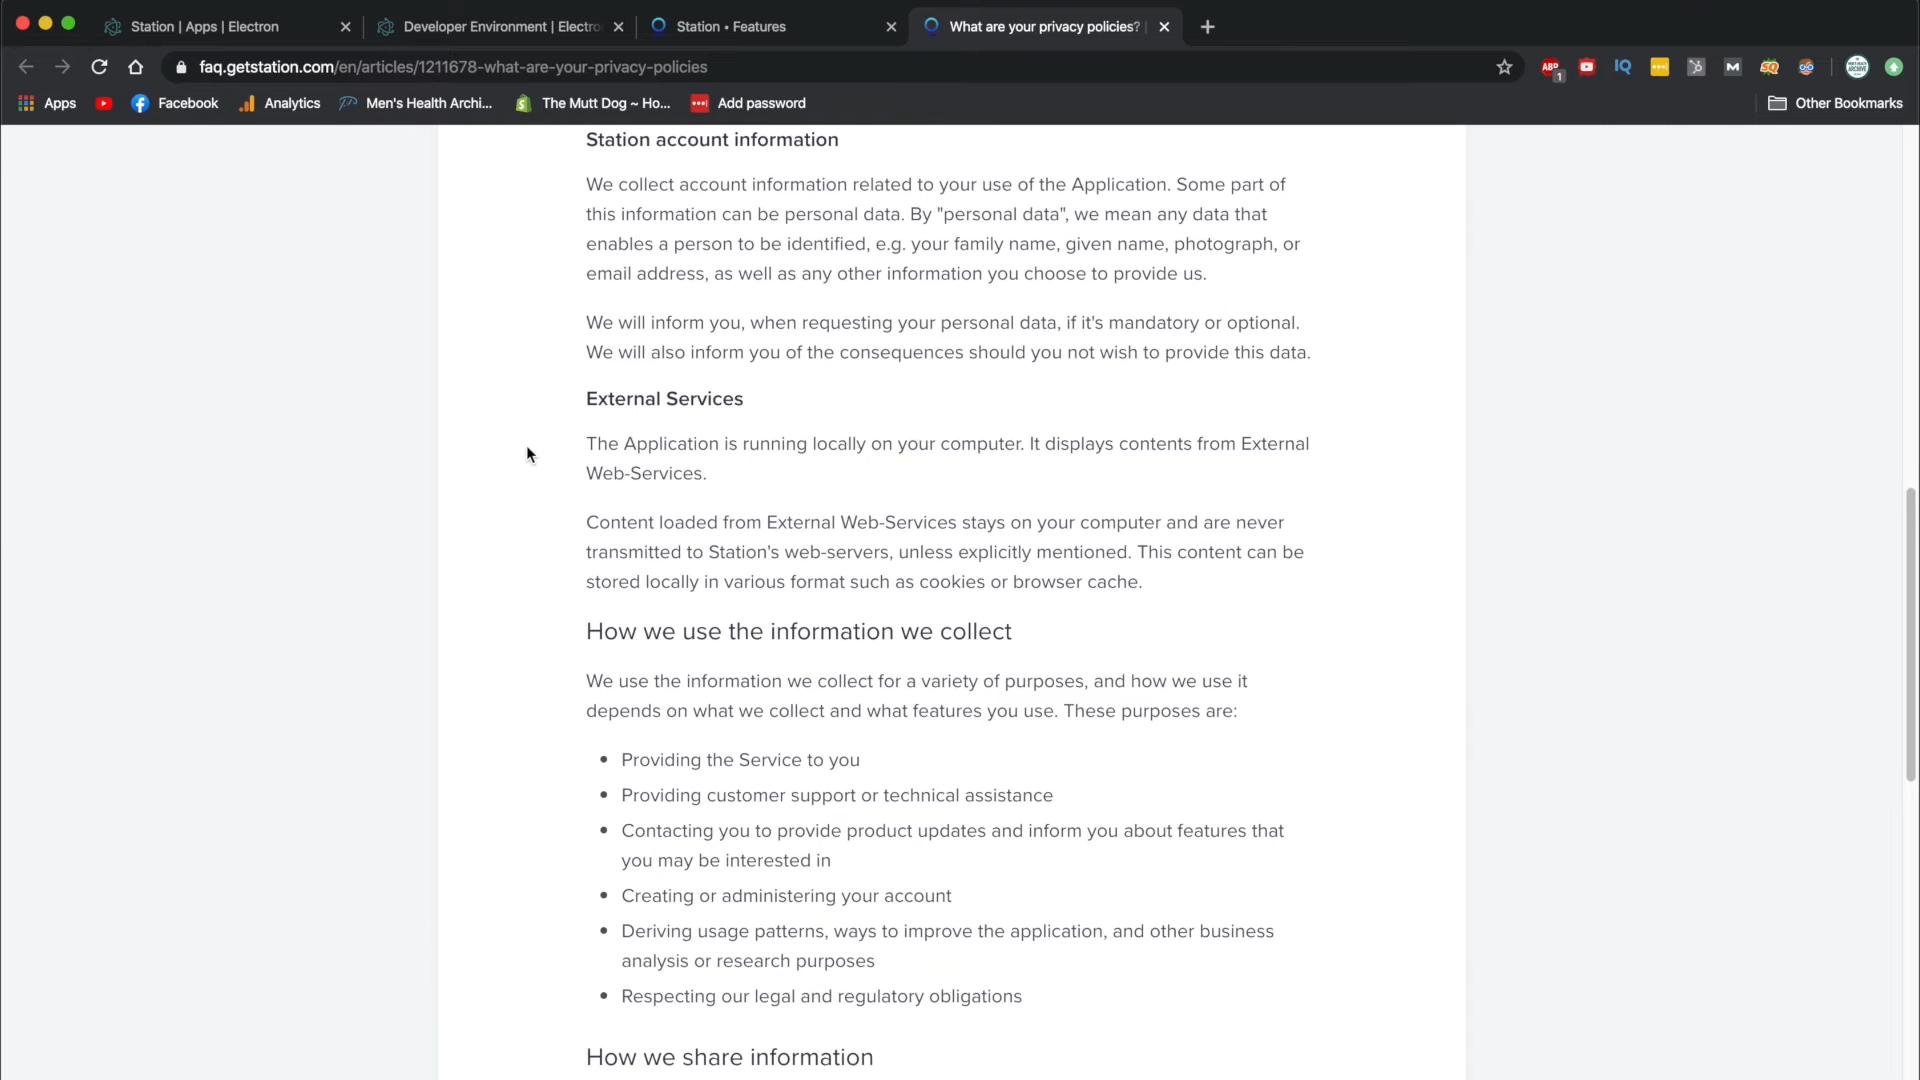 Station | Apps | Electron
Developer Environment | Electro
Station • Features
What are your privacy policies?
faq.getstation.com/en/articles/1211678-what-are-your-privacy-policies
ABP
1
IQ
M
SQ
Apps
Facebook
Analytics
Men's Health Archi...
The Mutt Dog ~ Ho...
Add password
Other Bookmarks
Station account information
We collect account information related to your use of the Application. Some part of
this information can be personal data. By "personal data", we mean any data that
enables a person to be identified, e.g. your family name, given name, photograph, or
email address, as well as any other information you choose to provide us.
We will inform you, when requesting your personal data, if it's mandatory or optional.
We will also inform you of the consequences should you not wish to provide this data.
External Services
The Application is running locally on your computer. It displays contents from External
Web-Services.
Content loaded from External Web-Services stays on your computer and are never
transmitted to Station's web-servers, unless explicitly mentioned. This content can be
stored locally in various format such as cookies or browser cache.
How we use the information we collect
We use the information we collect for a variety of purposes, and how we use it
depends on what we collect and what features you use. These purposes are:
• Providing the Service to you
• Providing customer support or technical assistance
• Contacting you to provide product updates and inform you about features that
you may be interested in
• Creating or administering your account
• Deriving usage patterns, ways to improve the application, and other business
analysis or research purposes
• Respecting our legal and regulatory obligations
How we share information